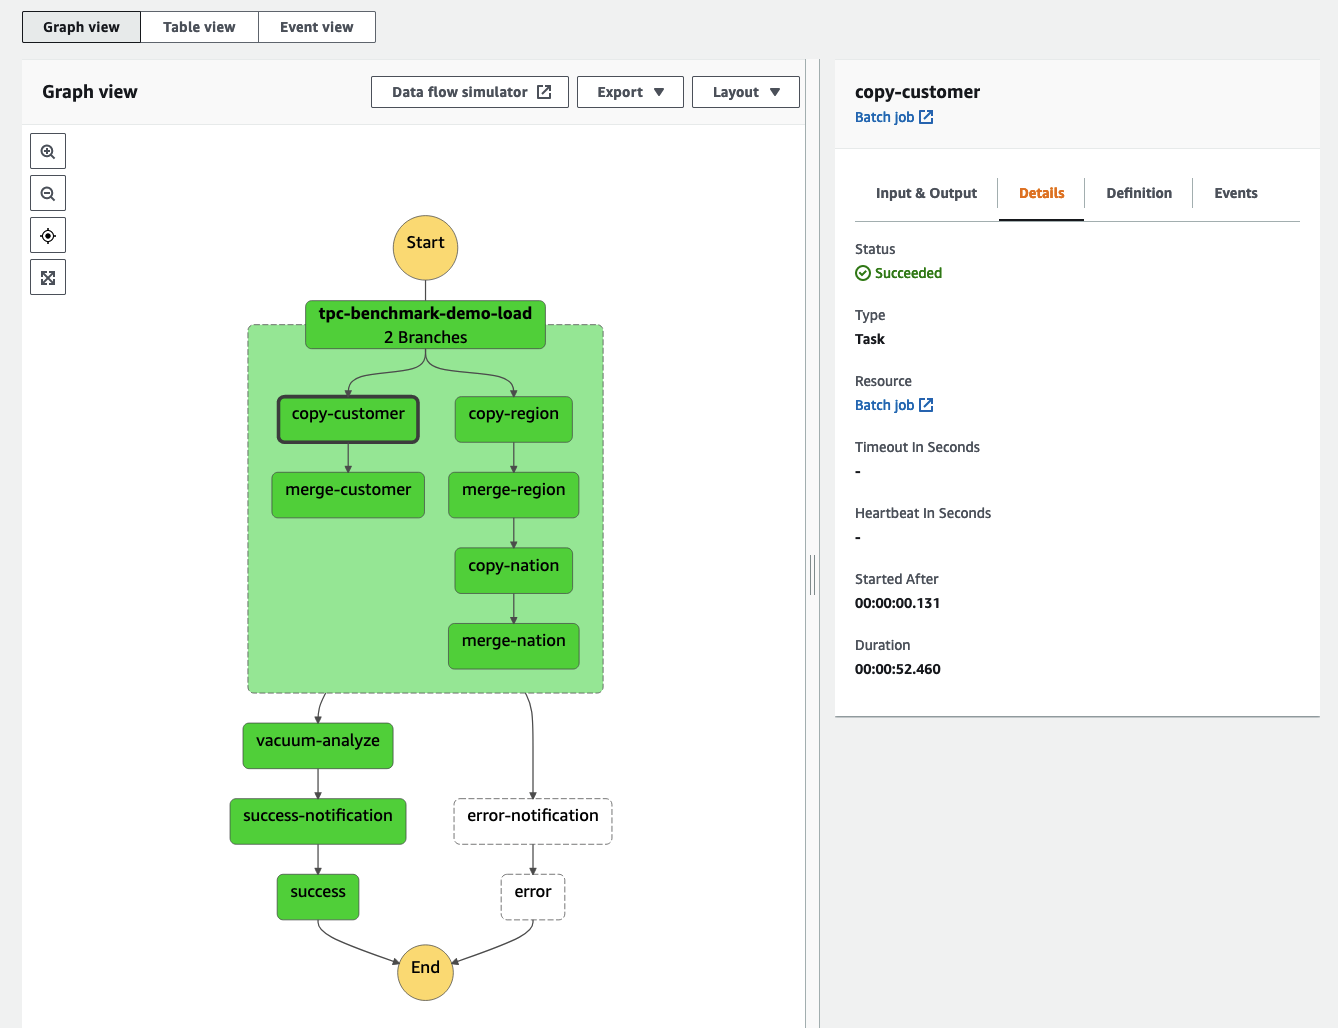 Graph view
Table view
Event view
Graph view
Data flow simulator
Export
Layout
Start
tpc-benchmark-demo-load
2 Branches
copy-customer
copy-region
merge-customer
merge-region
copy-nation
merge-nation
vacuum-analyze
success-notification
error-notification
success
error
End
copy-customer
Batch job
Input & Output
Details
Definition
Events
Status
Succeeded
Type
Task
Resource
Batch job
Timeout In Seconds
-
Heartbeat In Seconds
-
Started After
00:00:00.131
Duration
00:00:52.460